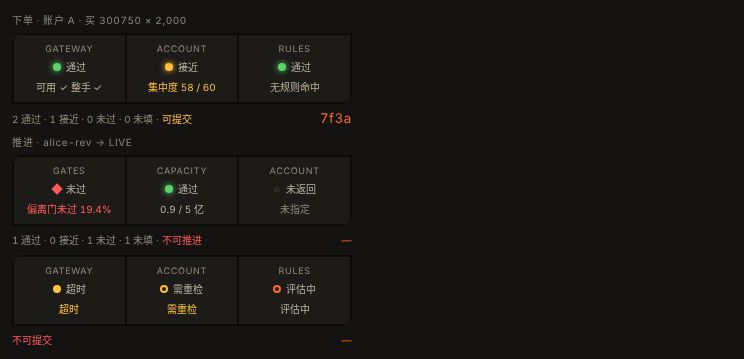 下单 · 账户 A · 买 300750 × 2,000
GATEWAY ACCOUNT RULES
通过 接近 通过
可用 ✓ 整手 ✓ 集中度 58 / 60 无规则命中
2 通过 · 1 接近 · 0 未过 · 0 未填 · 可提交 7f3a
推进 · alice-rev → LIVE
GATES CAPACITY ACCOUNT
未过 通过 未返回
偏离门未过 19.4% 0.9 / 5 亿 未指定
1 通过 · 0 接近 · 1 未过 · 1 未填 · 不可推进 —
GATEWAY ACCOUNT RULES
超时 需重检 评估中
超时 需重检 评估中
不可提交 —